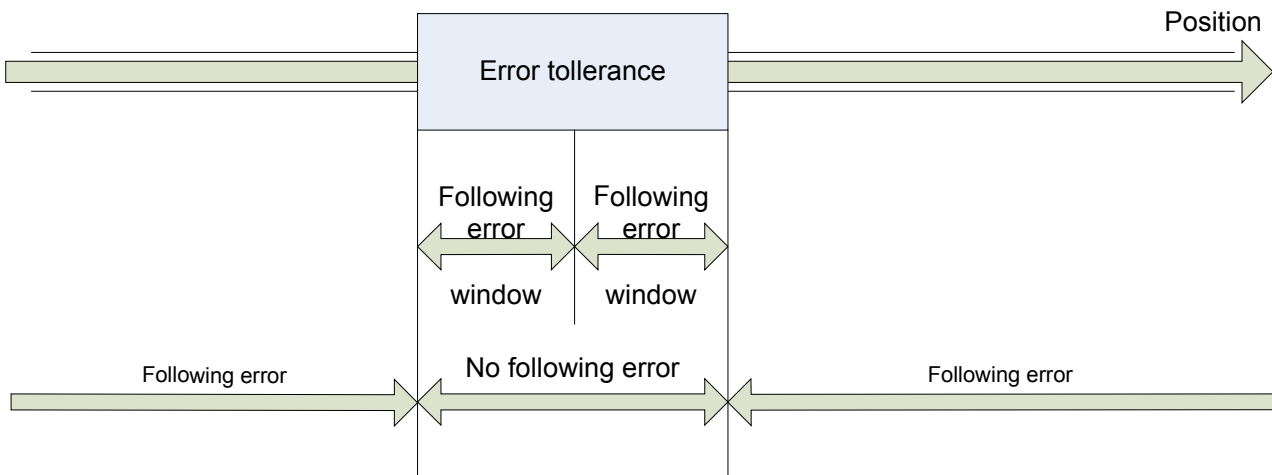 Position
Error tollerance
Following
error
window
Following
error
window
Following error
No following error
Following error